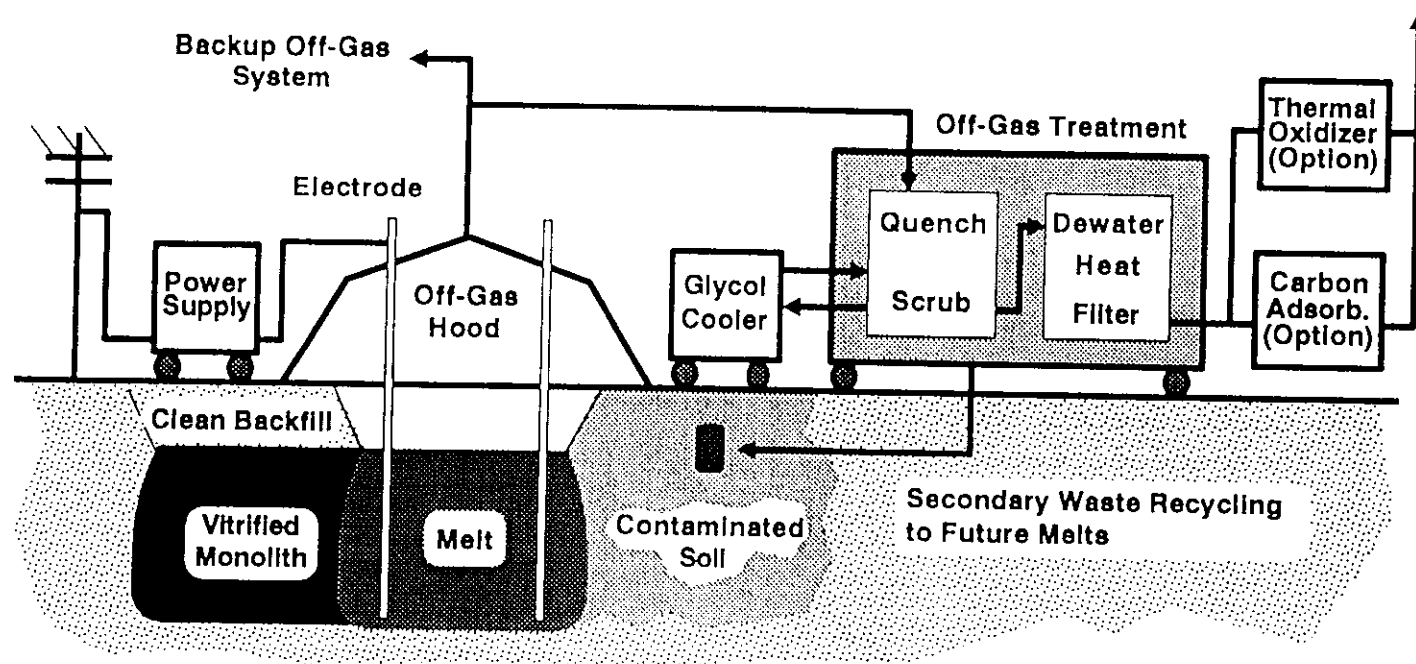 Backup Off-Gas
System
Off-Gas Treatment
Thermal
Oxidizer
(Option)
Electrode
Quench
Scrub
Dewater
Heat
Filter
Power
Supply
Off-Gas
Hood
Glycol
Cooler
Carbon
Adsorb.
(Option)
Clean Backfill
Vitrified
Monolith
Melt
Contaminated
Soil
Secondary Waste Recycling
to Future Melts